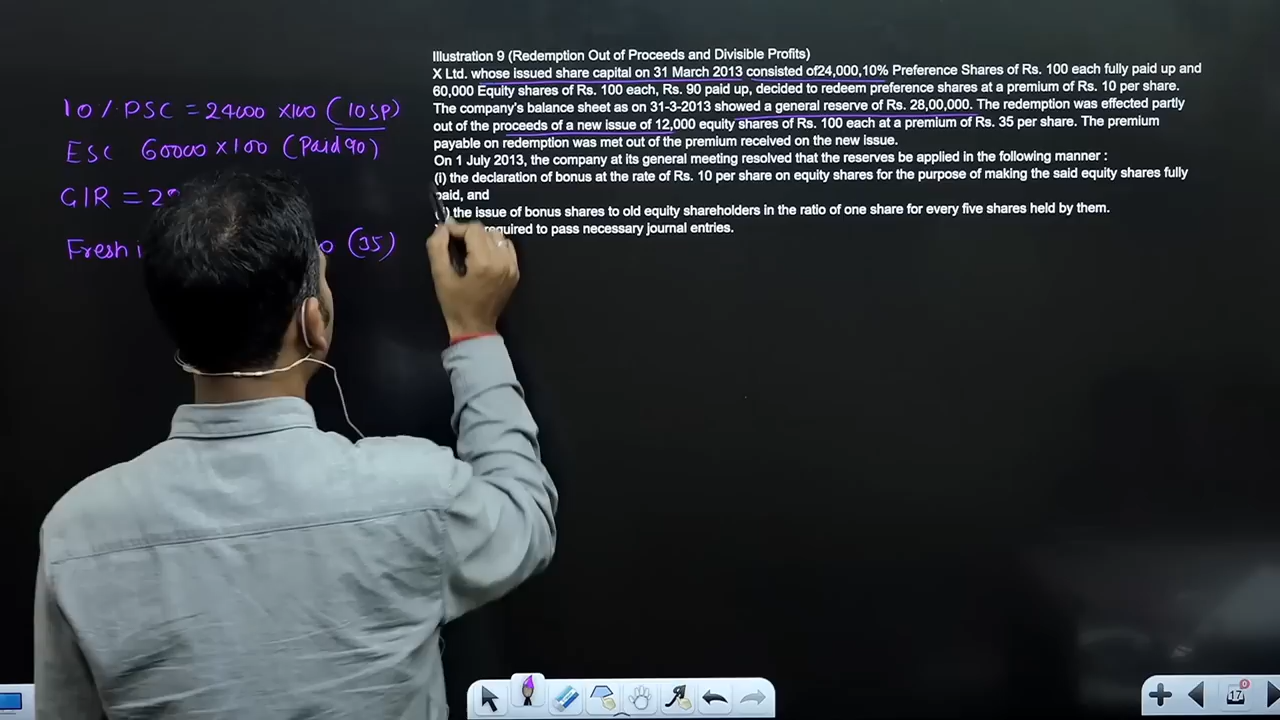 Illustration 9 (Redemption Out of Proceeds and Divisible Profits)
X Ltd. whose issued share capital on 31 March 2013 consisted of24,000,10% Preference Shares of Rs. 100 each fully paid up and
60,000 Equity shares of Rs. 100 each, Rs. 90 paid up, decided to redeem preference shares at a premium of Rs. 10 per share.
The company's balance sheet as on 31-3-2013 showed a general reserve of Rs. 28,00,000. The redemption was effected partly
out of the proceeds of a new issue of 12,000 equity shares of Rs. 100 each at a premium of Rs. 35 per share. The premium
payable on redemption was met out of the premium received on the new issue.
On 1 July 2013, the company at its general meeting resolved that the reserves be applied in the following manner :
(i) the declaration of bonus at the rate of Rs. 10 per share on equity shares for the purpose of making the said equity shares fully
paid, and
the issue of bonus shares to old equity shareholders in the ratio of one share for every five shares held by them.
required to pass necessary journal entries.
10% PSC = 24000 ×100 (10SP)
ESC 60000 × 100 (Paid 90)
G/R = 2
Fresh (35)
17
0